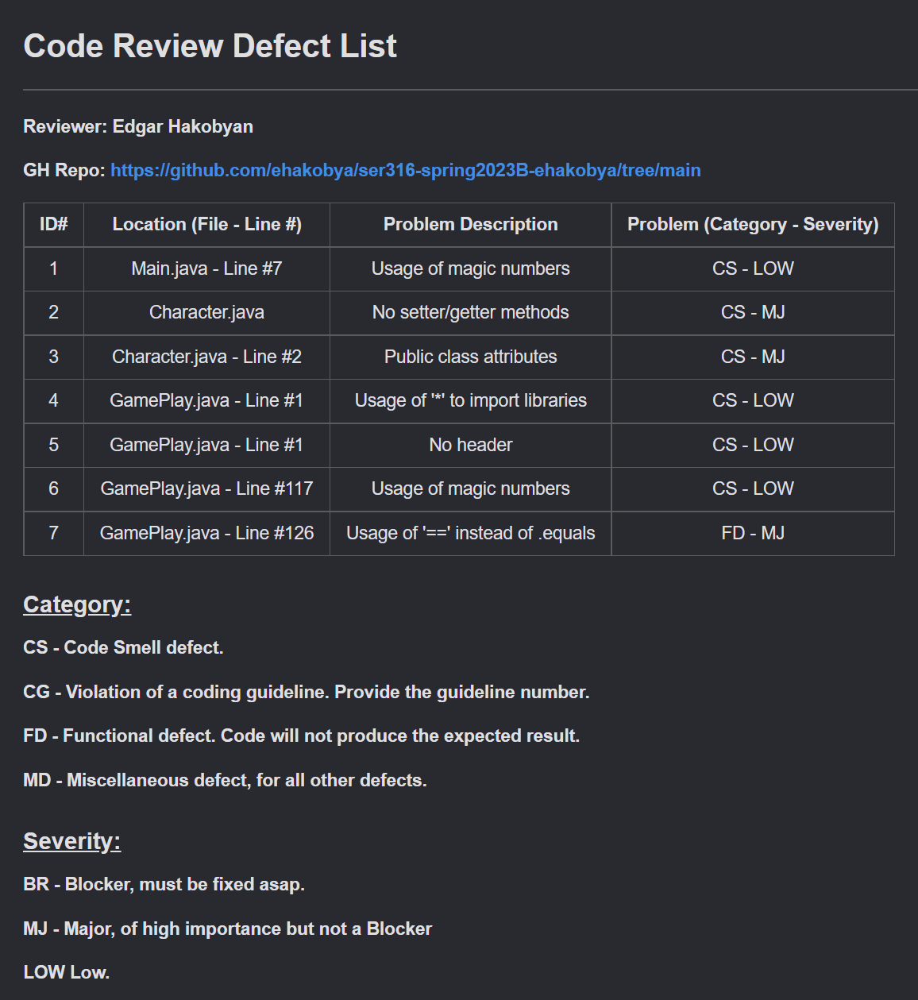 Code Review Defect List
Reviewer: Edgar Hakobyan
GH Repo: https://github.com/ehakobya/ser316-spring2023B-ehakobya/tree/main
ID# Location (File - Line #) Problem Description Problem (Category - Severity)
1 Main.java - Line #7 Usage of magic numbers CS - LOW
2 Character.java No setter/getter methods CS - MJ
3 Character.java - Line #2 Public class attributes CS - MJ
4 GamePlay.java - Line #1 Usage of '*' to import libraries CS - LOW
5 GamePlay.java - Line #1 No header CS - LOW
6 GamePlay.java - Line #117 Usage of magic numbers CS - LOW
7 GamePlay.java - Line #126 Usage of '==' instead of .equals FD - MJ
Category:
CS - Code Smell defect.
CG - Violation of a coding guideline. Provide the guideline number.
FD - Functional defect. Code will not produce the expected result.
MD - Miscellaneous defect, for all other defects.
Severity:
BR - Blocker, must be fixed asap.
MJ - Major, of high importance but not a Blocker
LOW Low.